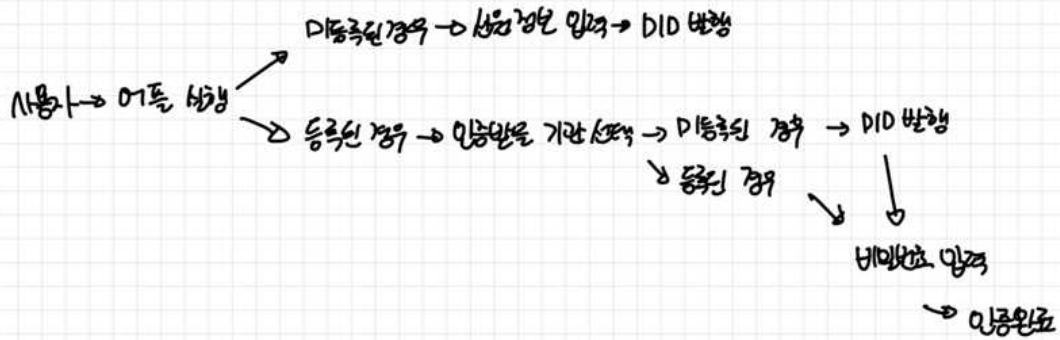 미등록된 경우 → 신원 정보 입력 → DID 발행
사용자 → 어플 실행
등록된 경우 → 인증받을 기관 선택 → 미등록된 경우 → DID 발행
등록된 경우
비밀번호 입력
→ 인증완료